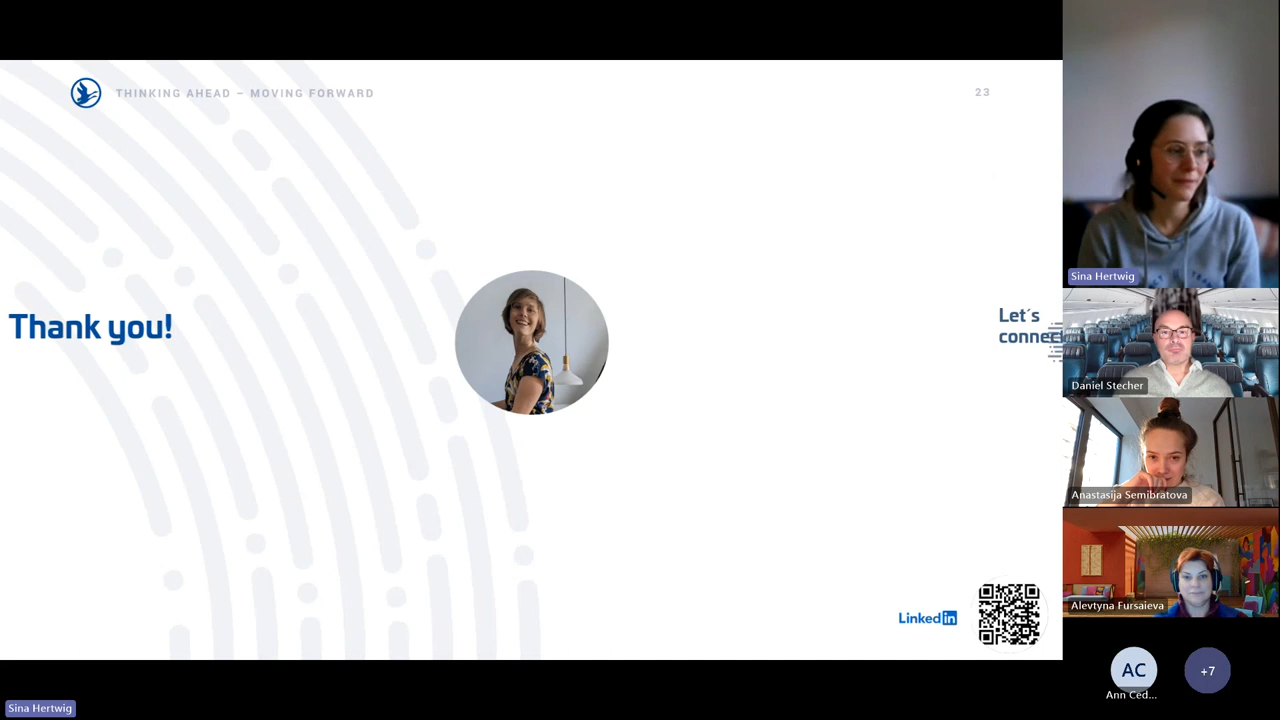 THINKING AHEAD – MOVING FORWARD
23
Thank you!
Let´s
connect
LinkedIn
Sina Hertwig
Daniel Stecher
Anastasija Semibratova
Alevtyna Fursaieva
AC
Ann Ced...
+7
Sina Hertwig